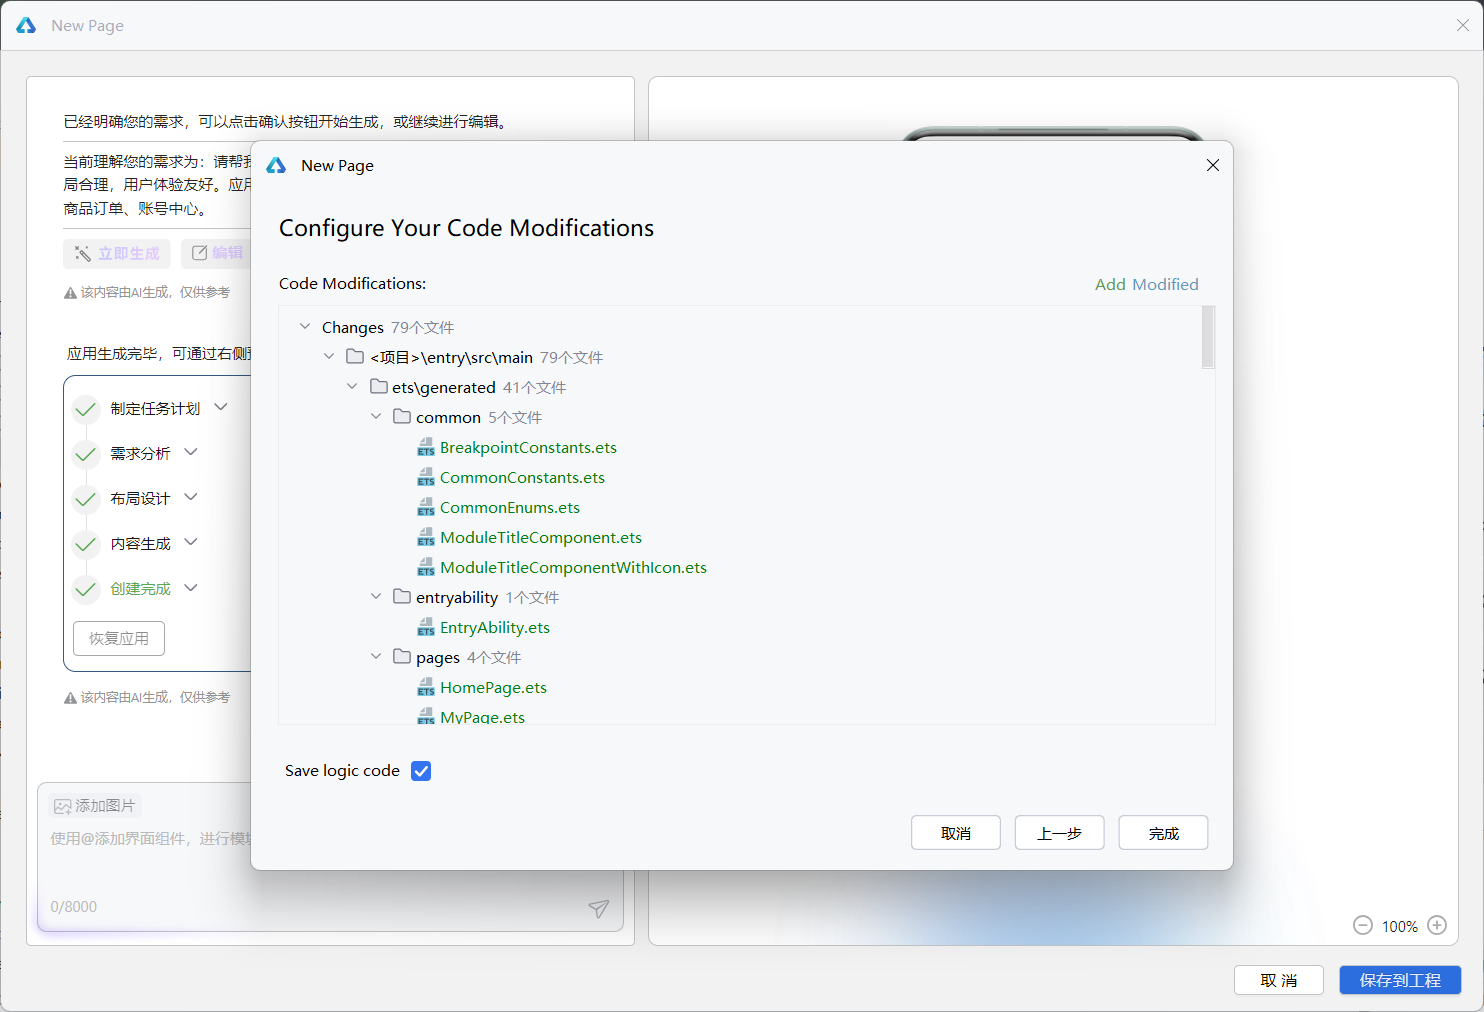 New Page
已经明确您的需求，可以点击确认按钮开始生成，或继续进行编辑。
当前理解您的需求为：请帮我
局合理，用户体验友好。应用
商品订单、账号中心。
立即生成
编辑
该内容由AI生成，仅供参考
应用生成完毕，可通过右侧预
制定任务计划
需求分析
布局设计
内容生成
创建完成
恢复应用
该内容由AI生成，仅供参考
添加图片
使用@添加界面组件，进行模块
0/8000
New Page
Configure Your Code Modifications
Code Modifications:
Add Modified
Changes 79个文件
<项目>\entry\src\main 79个文件
ets\generated 41个文件
common 5个文件
ETS BreakpointConstants.ets
ETS CommonConstants.ets
ETS CommonEnums.ets
ETS ModuleTitleComponent.ets
ETS ModuleTitleComponentWithIcon.ets
entryability 1个文件
ETS EntryAbility.ets
pages 4个文件
ETS HomePage.ets
ETS MyPage.ets
Save logic code
取消
上一步
完成
100%
取 消
保存到工程